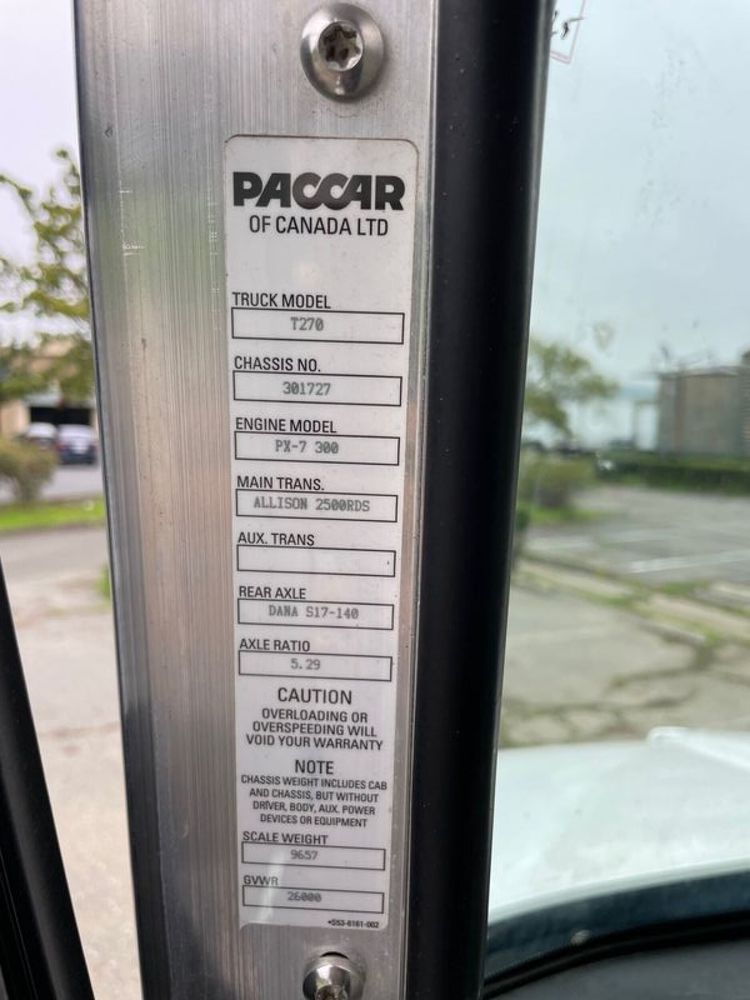 PACCAR
OF CANADA LTD
TRUCK MODEL
T270
CHASSIS NO.
301727
ENGINE MODEL
PX-7 300
MAIN TRANS.
ALLISON 2500RDS
AUX. TRANS
REAR AXLE
DANA S17-140
AXLE RATIO
5.29
CAUTION
OVERLOADING OR
OVERSPEEDING WILL
VOID YOUR WARRANTY
NOTE
CHASSIS WEIGHT INCLUDES CAB
AND CHASSIS, BUT WITHOUT
DRIVER, BODY, AUX. POWER
DEVICES OR EQUIPMENT
SCALE WEIGHT
9657
GVWR
26000
+S53-6161-002